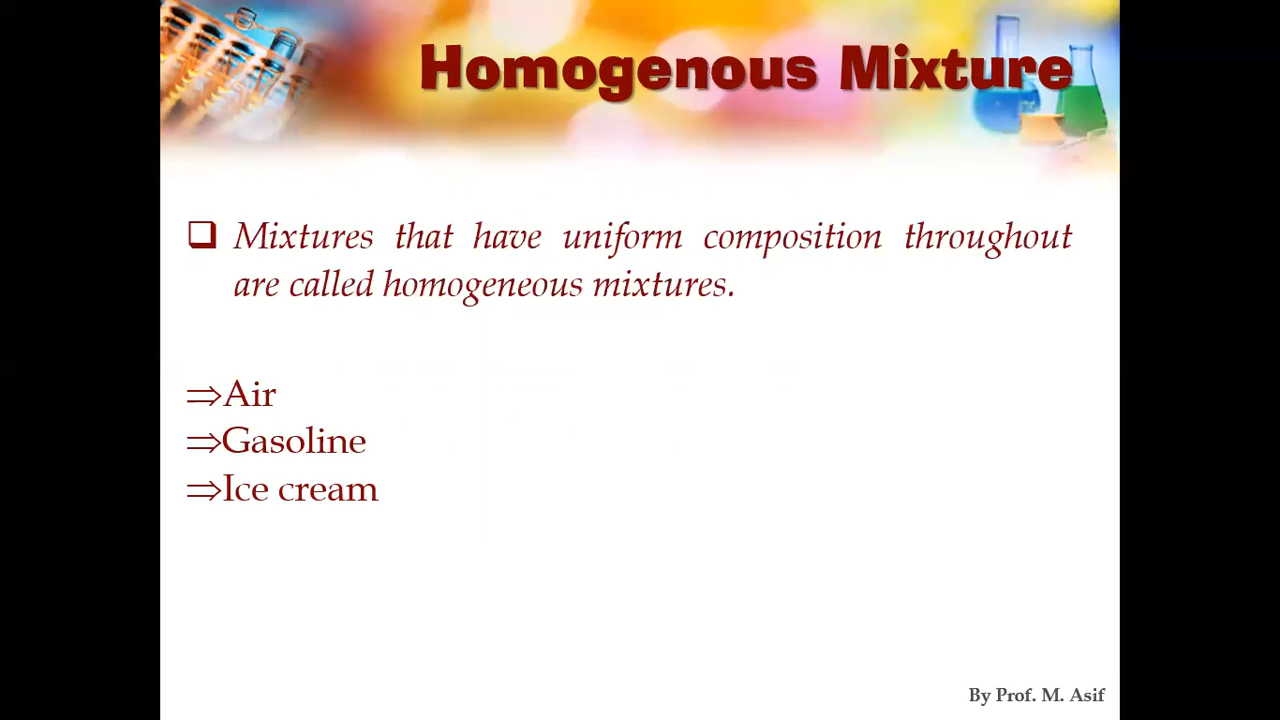 Homogenous Mixture
❑ Mixtures that have uniform composition throughout
are called homogeneous mixtures.
⇒Air
⇒Gasoline
⇒Ice cream
By Prof. M. Asif